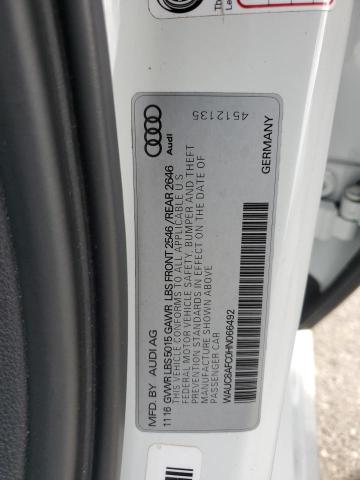 Audi
4512135
MFD. BY AUDI AG
1116 GVWR LBS 5015 GAWR LBS FRONT 2546 / REAR 2646
THIS VEHICLE CONFORMS TO ALL APPLICABLE U.S.
FEDERAL MOTOR VEHICLE SAFETY, BUMPER AND THEFT
PREVENTION STANDARDS IN EFFECT ON THE DATE OF
MANUFACTURE SHOWN ABOVE
PASSENGER CAR
WAUC8AFC0HN066492
GERMANY